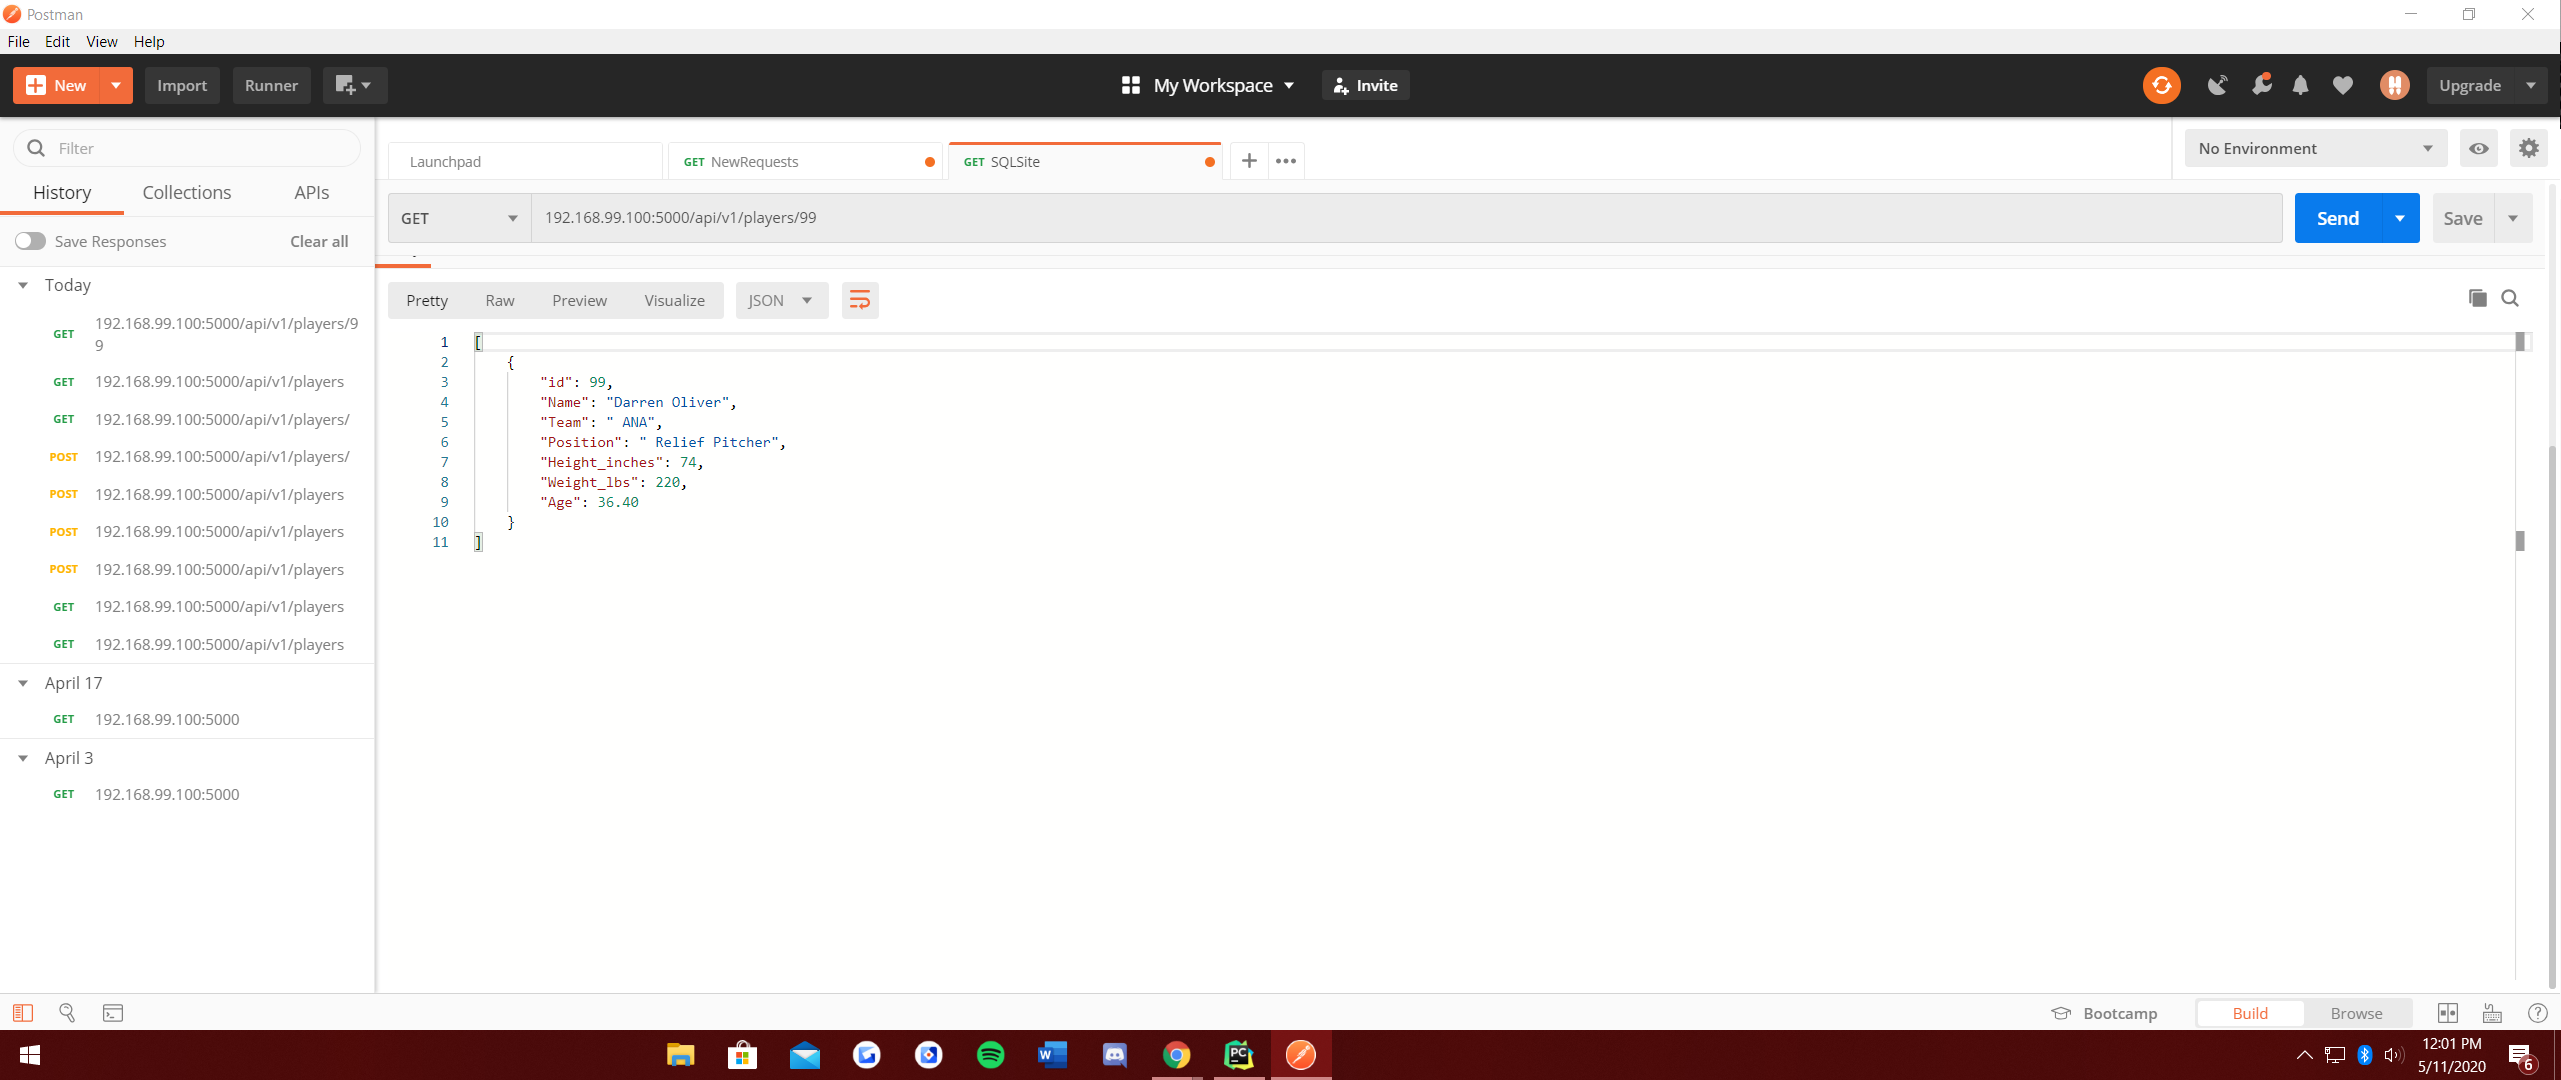 Postman
File Edit View Help
New Import Runner My Workspace Invite Upgrade
Filter
History Collections APIs
Save Responses Clear all
Today
GET 192.168.99.100:5000/api/v1/players/9
9
GET 192.168.99.100:5000/api/v1/players
GET 192.168.99.100:5000/api/v1/players/
POST 192.168.99.100:5000/api/v1/players/
POST 192.168.99.100:5000/api/v1/players
POST 192.168.99.100:5000/api/v1/players
POST 192.168.99.100:5000/api/v1/players
GET 192.168.99.100:5000/api/v1/players
GET 192.168.99.100:5000/api/v1/players
April 17
GET 192.168.99.100:5000
April 3
GET 192.168.99.100:5000
Launchpad GET NewRequests GET SQLSite + ••• No Environment
GET 192.168.99.100:5000/api/v1/players/99 Send Save
Pretty Raw Preview Visualize JSON
1 [
2 {
3 "id": 99,
4 "Name": "Darren Oliver",
5 "Team": " ANA",
6 "Position": " Relief Pitcher",
7 "Height_inches": 74,
8 "Weight_lbs": 220,
9 "Age": 36.40
10 }
11 ]
Bootcamp Build Browse ?
W PC 12:01 PM
5/11/2020 6